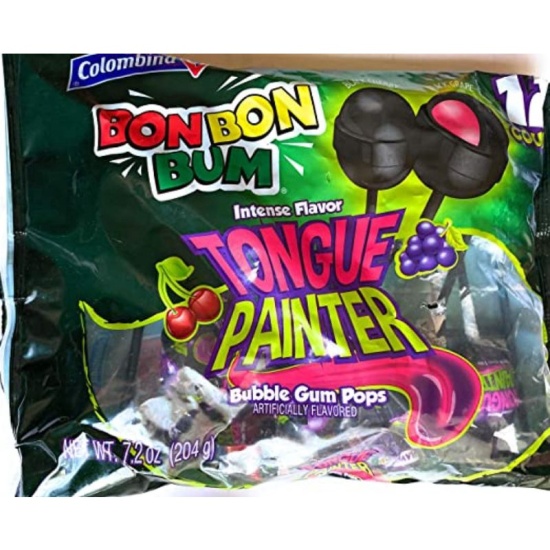 Colombina
BON BON
BUM
Intense Flavor
TONGUE
PAINTER
Bubble Gum Pops
ARTIFICIALLY FLAVORED
NET WT. 7.2 OZ (204 g)